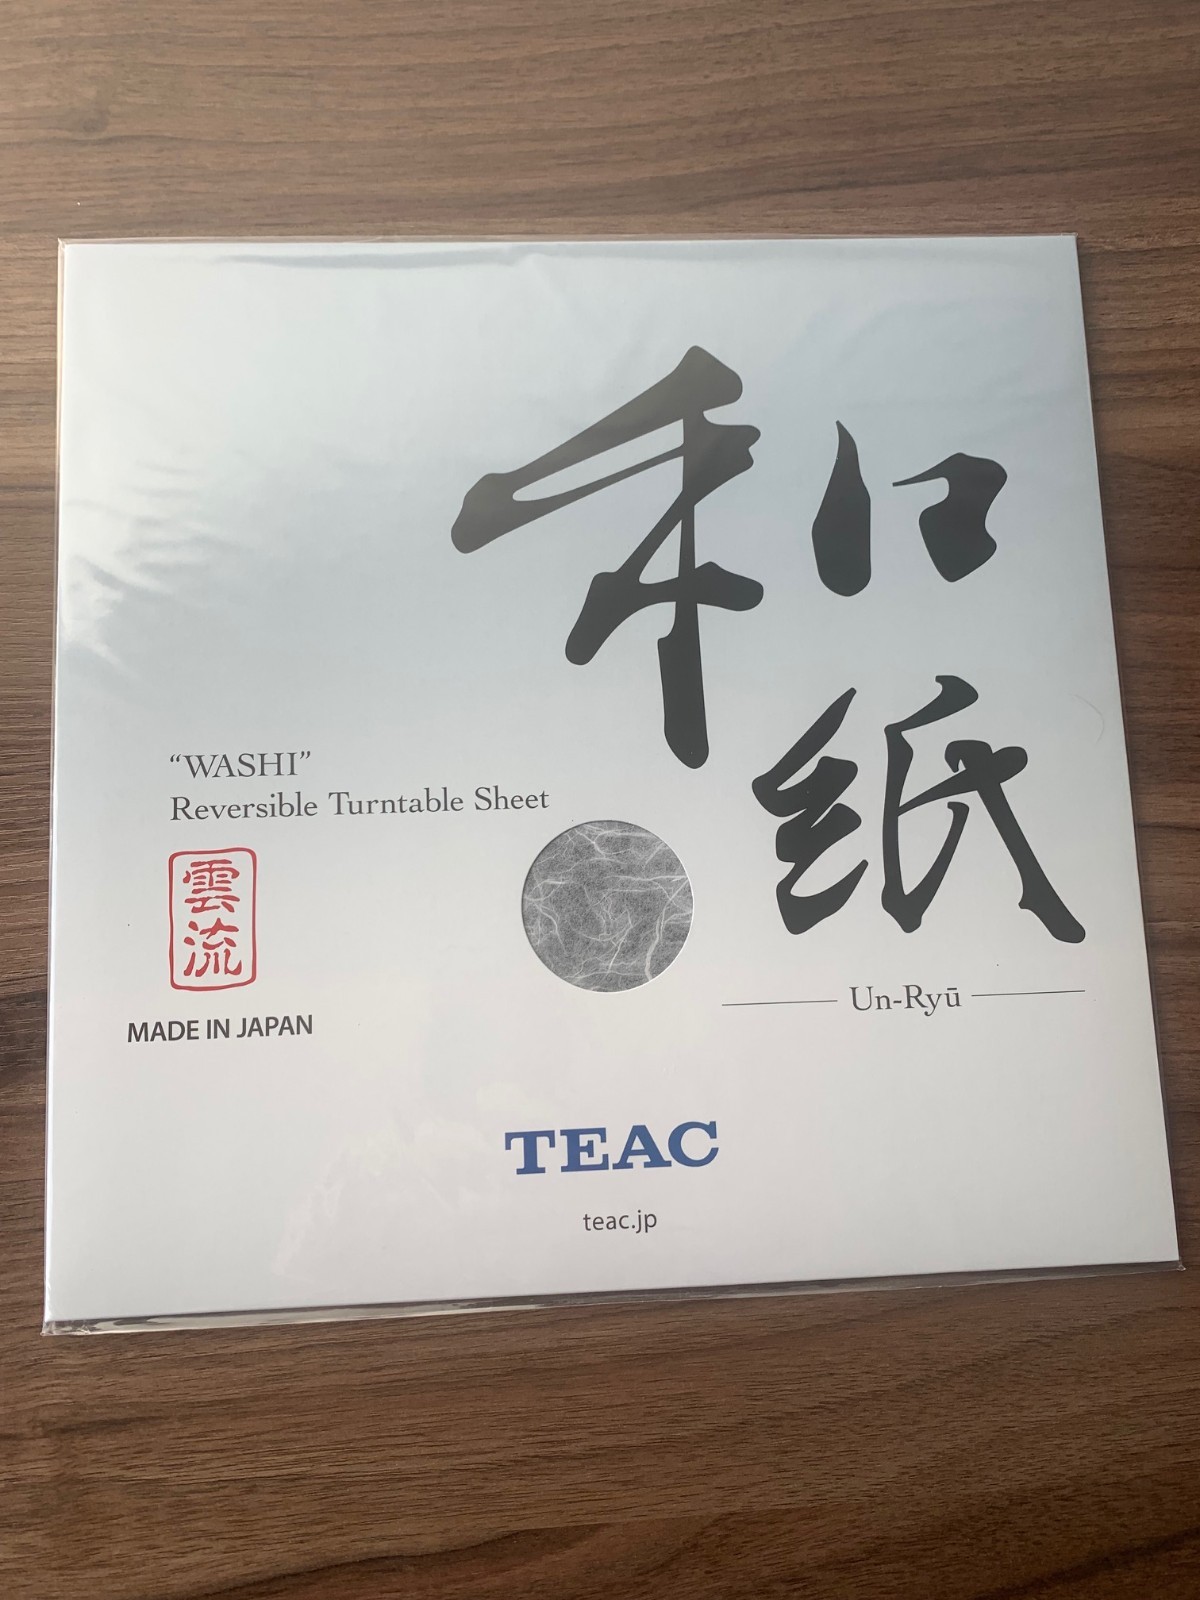 和
紙
“WASHI”
Reversible Turntable Sheet
雲
流
MADE IN JAPAN
Un-Ryū
TEAC
teac.jp